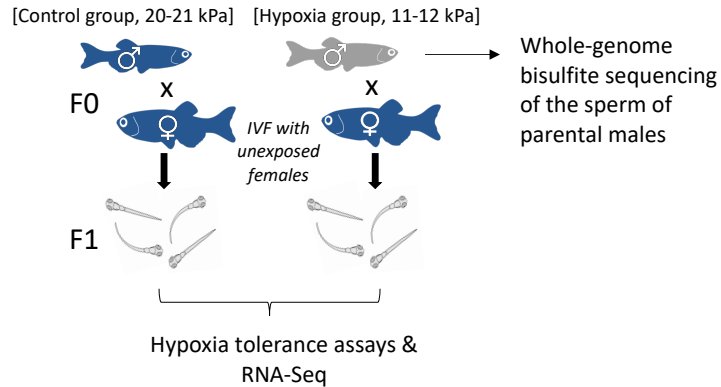 [Control group, 20-21 kPa]
[Hypoxia group, 11-12 kPa]
♂
♂
Whole-genome
bisulfite sequencing
of the sperm of
parental males
x
x
F0
♀
♀
IVF with
unexposed
females
F1
Hypoxia tolerance assays &
RNA-Seq